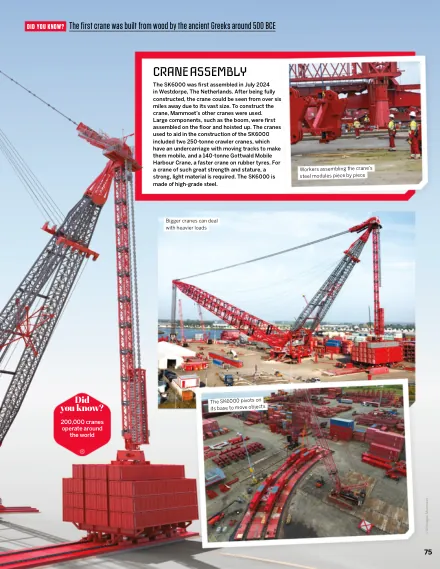 DID YOU KNOW? The first crane was built from wood by the ancient Greeks around 500 BCE
CRANE ASSEMBLY
The SK6000 was first assembled in July 2024
in Westdorpe, The Netherlands. After being fully
constructed, the crane could be seen from over six
miles away due to its vast size. To construct the
crane, Mammoet's other cranes were used.
Large components, such as the boom, were first
assembled on the floor and hoisted up. The cranes
used to aid in the construction of the SK6000
included two 250-tonne crawler cranes, which
have an undercarriage with moving tracks to make
them mobile, and a 140-tonne Gottwald Mobile
Harbour Crane, a faster crane on rubber tyres. For
a crane of such great strength and stature, a
strong, light material is required. The SK6000 is
made of high-grade steel.
Workers assembling the crane's
steel modules piece by piece
Bigger cranes can deal
with heavier loads
Did
you know?
200,000 cranes
operate around
the world
The SK6000 pivots on
its base to move objects
75